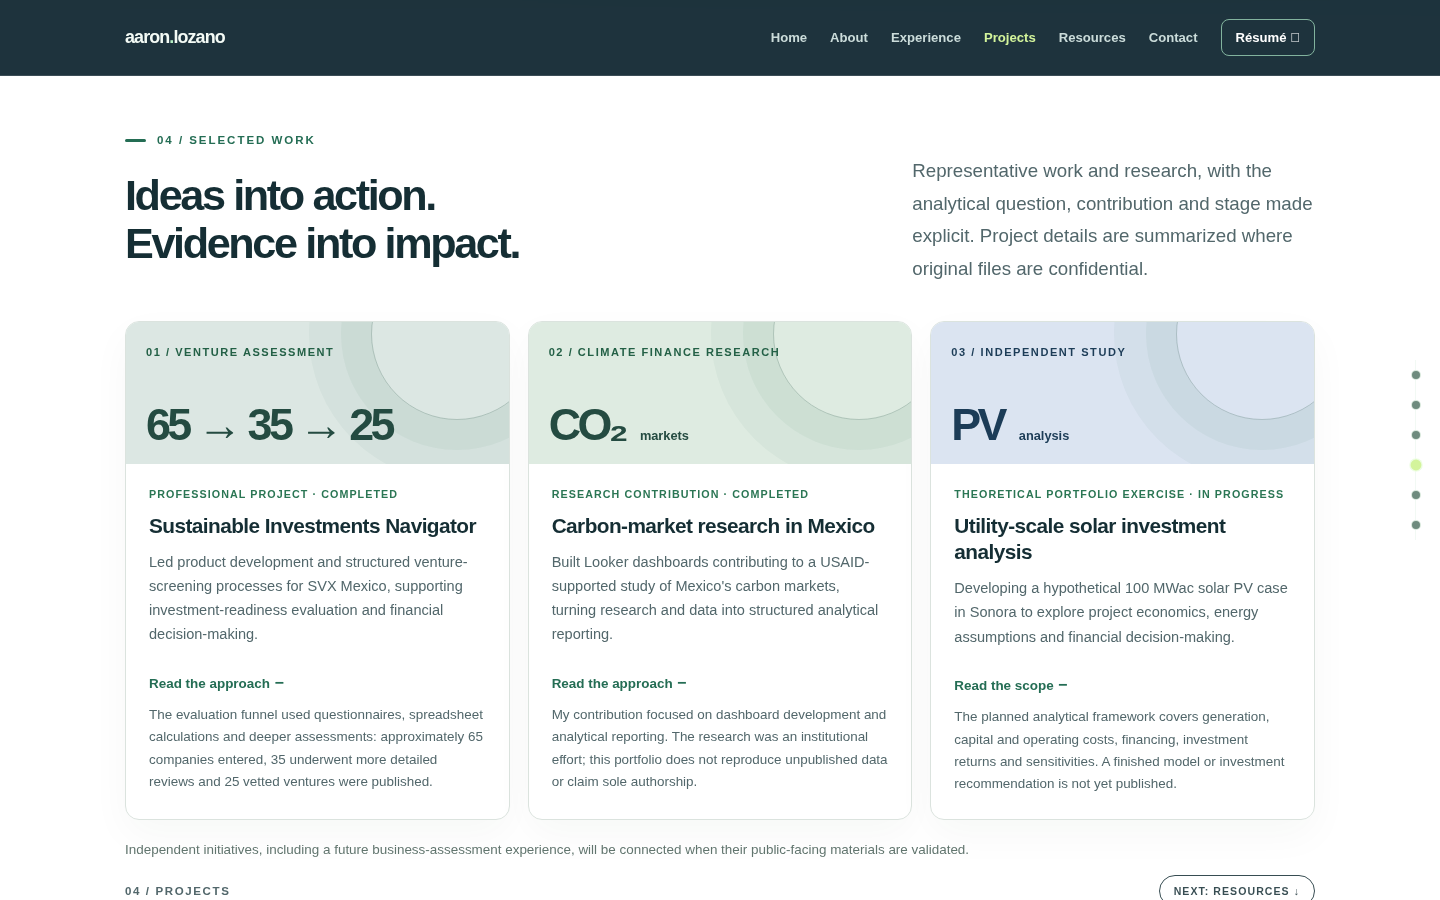 aaron.lozano
Home About Experience Projects Resources Contact Résumé
04 / SELECTED WORK
Ideas into action.
Evidence into impact.
Representative work and research, with the
analytical question, contribution and stage made
explicit. Project details are summarized where
original files are confidential.
01 / VENTURE ASSESSMENT
65 → 35 → 25
PROFESSIONAL PROJECT · COMPLETED
Sustainable Investments Navigator
Led product development and structured venture-
screening processes for SVX Mexico, supporting
investment-readiness evaluation and financial
decision-making.
Read the approach −
The evaluation funnel used questionnaires, spreadsheet
calculations and deeper assessments: approximately 65
companies entered, 35 underwent more detailed
reviews and 25 vetted ventures were published.
02 / CLIMATE FINANCE RESEARCH
CO₂ markets
RESEARCH CONTRIBUTION · COMPLETED
Carbon-market research in Mexico
Built Looker dashboards contributing to a USAID-
supported study of Mexico's carbon markets,
turning research and data into structured analytical
reporting.
Read the approach −
My contribution focused on dashboard development and
analytical reporting. The research was an institutional
effort; this portfolio does not reproduce unpublished data
or claim sole authorship.
03 / INDEPENDENT STUDY
PV analysis
THEORETICAL PORTFOLIO EXERCISE · IN PROGRESS
Utility-scale solar investment
analysis
Developing a hypothetical 100 MWac solar PV case
in Sonora to explore project economics, energy
assumptions and financial decision-making.
Read the scope −
The planned analytical framework covers generation,
capital and operating costs, financing, investment
returns and sensitivities. A finished model or investment
recommendation is not yet published.
Independent initiatives, including a future business-assessment experience, will be connected when their public-facing materials are validated.
04 / PROJECTS
NEXT: RESOURCES ↓